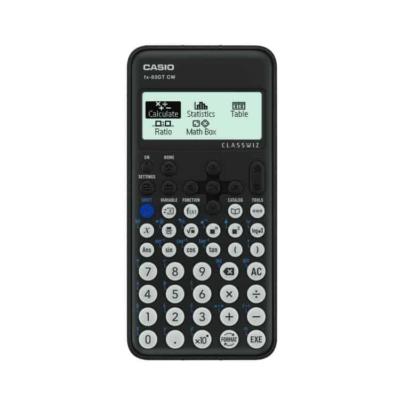 CASIO
fx-83GT CW
Calculate Statistics Table
Ratio Math Box
CLASSWIZ
ON HOME
SETTINGS
SHIFT VARIABLE FUNCTION CATALOG TOOLS
f(x)
x
Ans sin cos tan ( )
7 8 9 AC
4 5 6 × ÷
1 2 3 + −
0 . ×10 FORMAT EXE